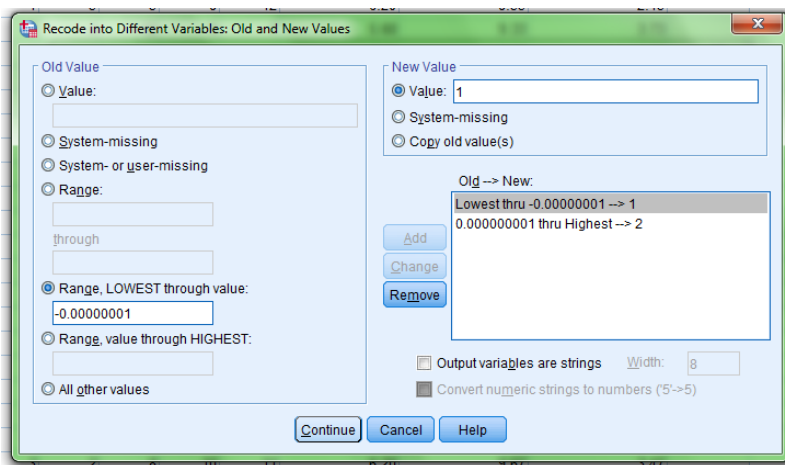 Recode into Different Variables: Old and New Values
Old Value
Value:
System-missing
System- or user-missing
Range:
through
Range, LOWEST through value:
-0.00000001
Range, value through HIGHEST:
All other values
New Value
Value: 1
System-missing
Copy old value(s)
Old --> New:
Lowest thru -0.00000001 --> 1
0.000000001 thru Highest --> 2
Add
Change
Remove
Output variables are strings Width: 8
Convert numeric strings to numbers ('5'->5)
Continue Cancel Help